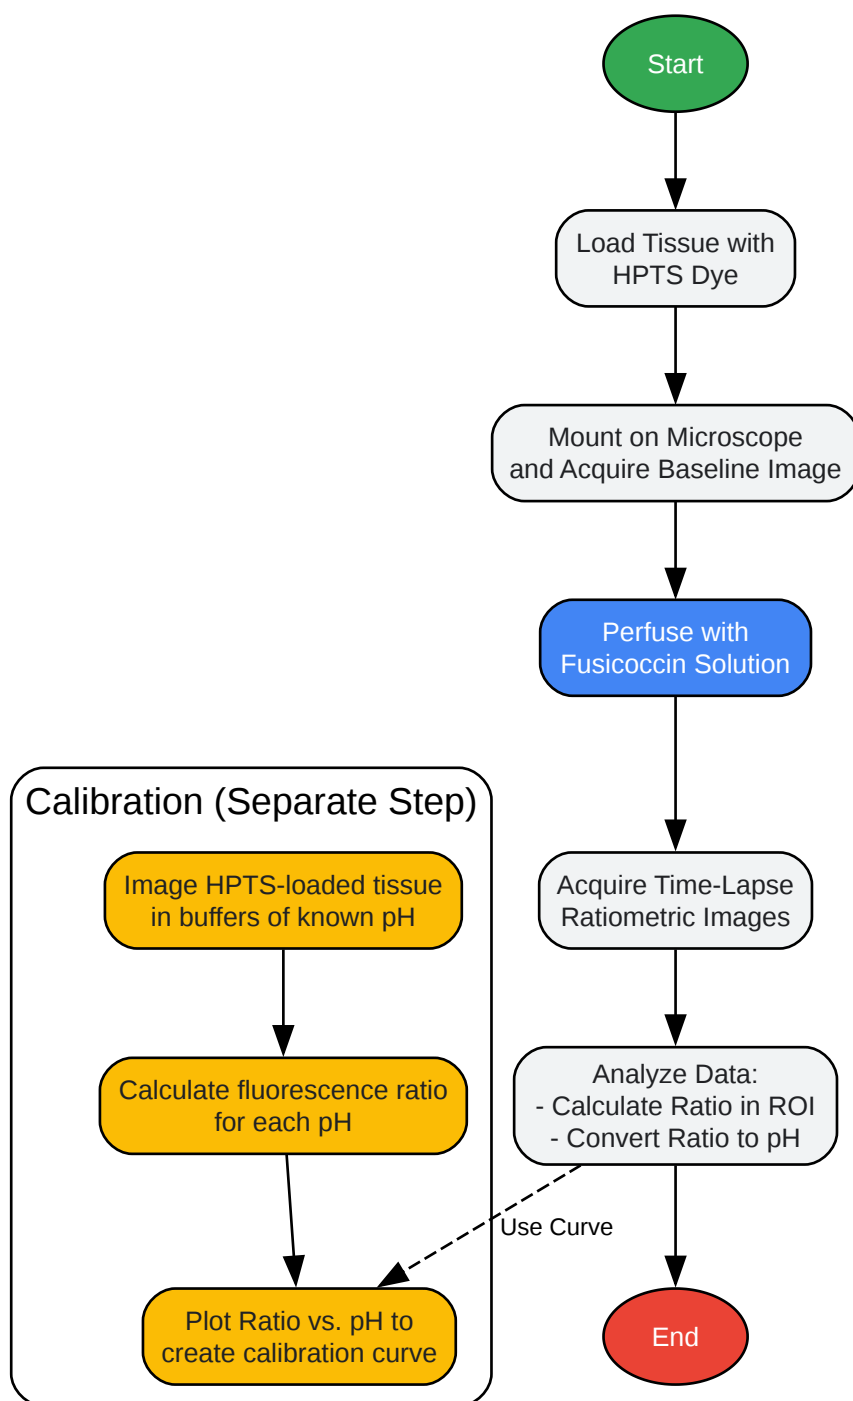 Start
Load Tissue with
HPTS Dye
Mount on Microscope
and Acquire Baseline Image
Perfuse with
Fusicoccin Solution
Calibration (Separate Step)
Image HPTS-loaded tissue
in buffers of known pH
Acquire Time-Lapse
Ratiometric Images
Calculate fluorescence ratio
for each pH
Analyze Data:
- Calculate Ratio in ROI
- Convert Ratio to pH
Use Curve
Plot Ratio vs. pH to
create calibration curve
End